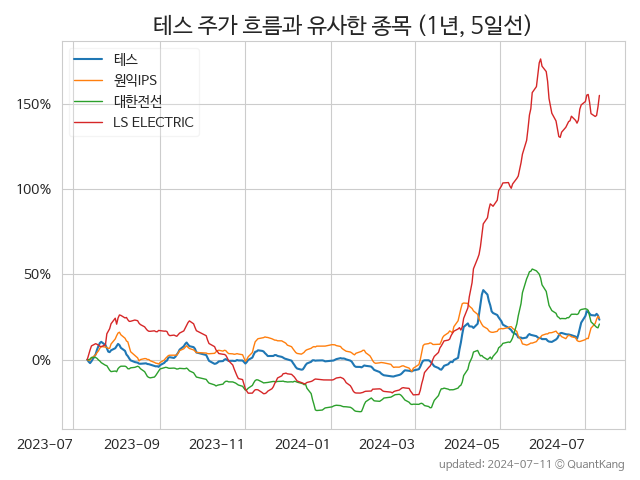 테스 주가 흐름과 유사한 종목 (1년, 5일선)
테스
원익IPS
대한전선
LS ELECTRIC
150%
100%
50%
0%
2023-07 2023-09 2023-11 2024-01 2024-03 2024-05 2024-07
updated: 2024-07-11 © QuantKang